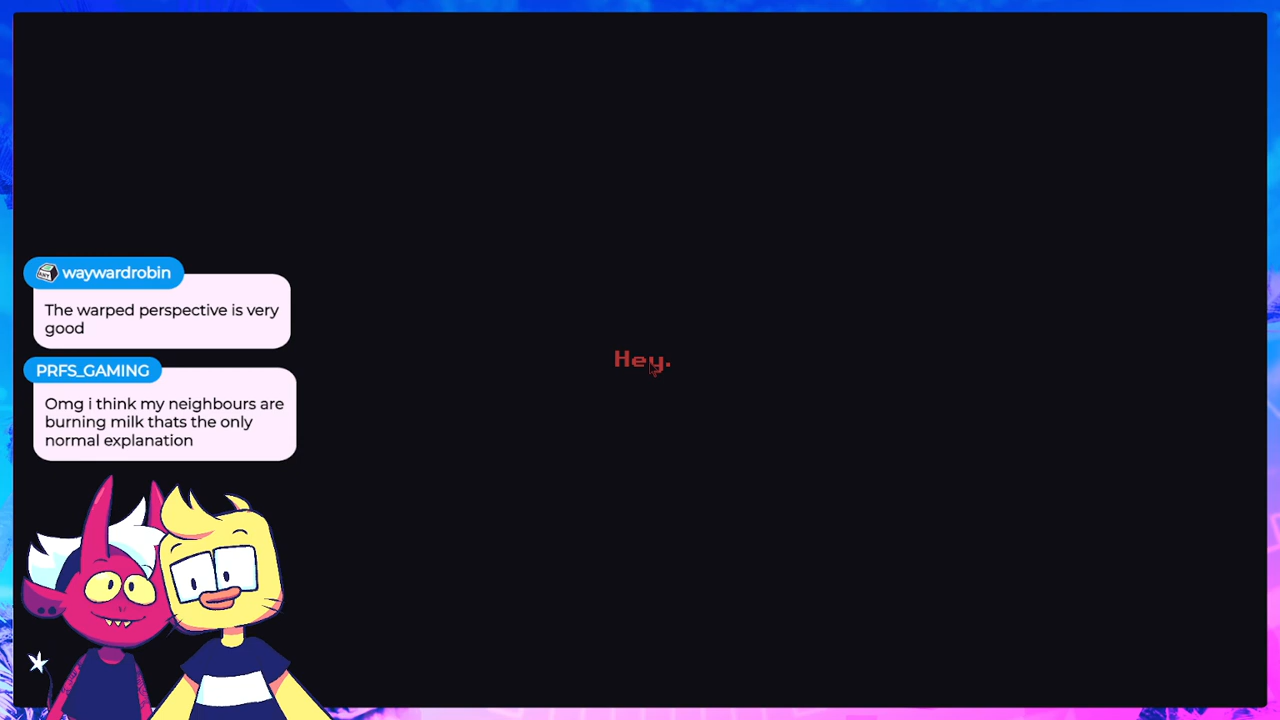 waywardrobin
The warped perspective is very
good
Hey.
PRFS_GAMING
Omg i think my neighbours are
burning milk thats the only
normal explanation